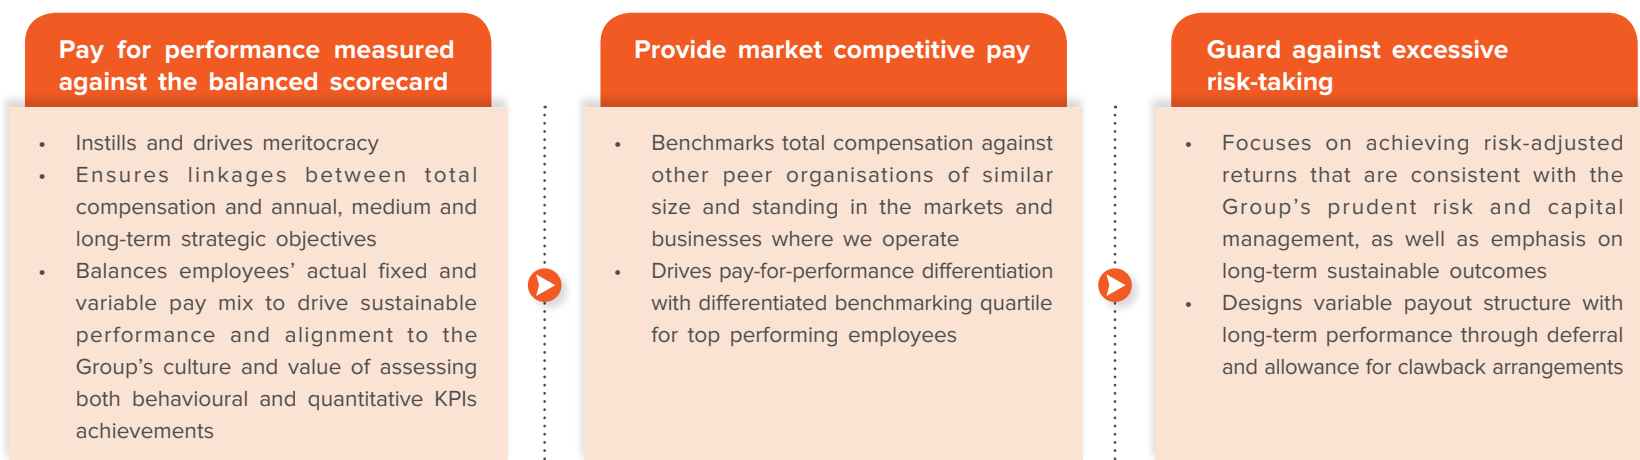 Pay for performance measured
against the balanced scorecard
• Instills and drives meritocracy
• Ensures linkages between total
compensation and annual, medium and
long-term strategic objectives
• Balances employees’ actual fixed and
variable pay mix to drive sustainable
performance and alignment to the
Group’s culture and value of assessing
both behavioural and quantitative KPIs
achievements
Provide market competitive pay
• Benchmarks total compensation against
other peer organisations of similar
size and standing in the markets and
businesses where we operate
• Drives pay-for-performance differentiation
with differentiated benchmarking quartile
for top performing employees
Guard against excessive
risk-taking
• Focuses on achieving risk-adjusted
returns that are consistent with the
Group’s prudent risk and capital
management, as well as emphasis on
long-term sustainable outcomes
• Designs variable payout structure with
long-term performance through deferral
and allowance for clawback arrangements